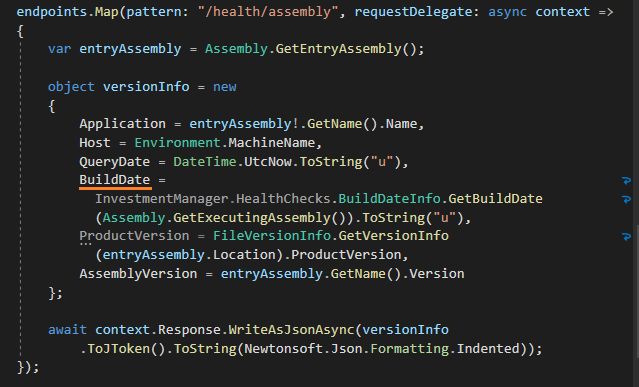 endpoints.Map(pattern: "/health/assembly", requestDelegate: async context =>
{
    var entryAssembly = Assembly.GetEntryAssembly();

    object versionInfo = new
    {
        Application = entryAssembly!.GetName().Name,
        Host = Environment.MachineName,
        QueryDate = DateTime.UtcNow.ToString("u"),
        BuildDate =
          InvestmentManager.HealthChecks.BuildDateInfo.GetBuildDate
          (Assembly.GetExecutingAssembly()).ToString("u"),
        ProductVersion = FileVersionInfo.GetVersionInfo
          (entryAssembly.Location).ProductVersion,
        AssemblyVersion = entryAssembly.GetName().Version
    };

    await context.Response.WriteAsJsonAsync(versionInfo
        .ToJToken().ToString(Newtonsoft.Json.Formatting.Indented));
});